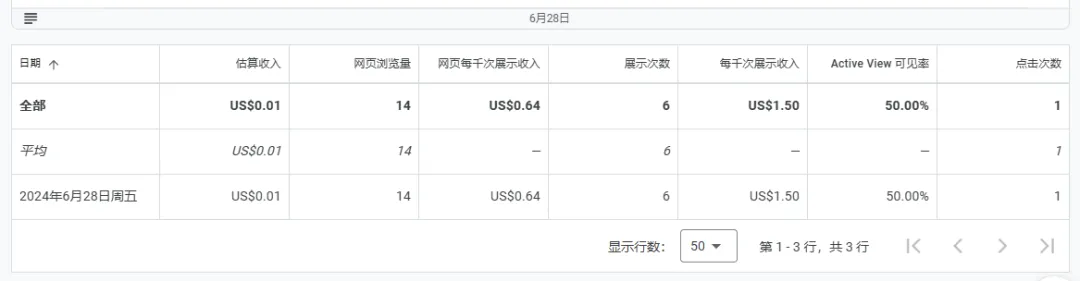 6月28日
日期 估算收入 网页浏览量 网页每千次展示收入 展示次数 每千次展示收入 Active View 可见率 点击次数
全部 US$0.01 14 US$0.64 6 US$1.50 50.00% 1
平均 US$0.01 14 — 6 — — 1
2024年6月28日周五 US$0.01 14 US$0.64 6 US$1.50 50.00% 1
显示行数: 50 第 1 - 3 行，共 3 行